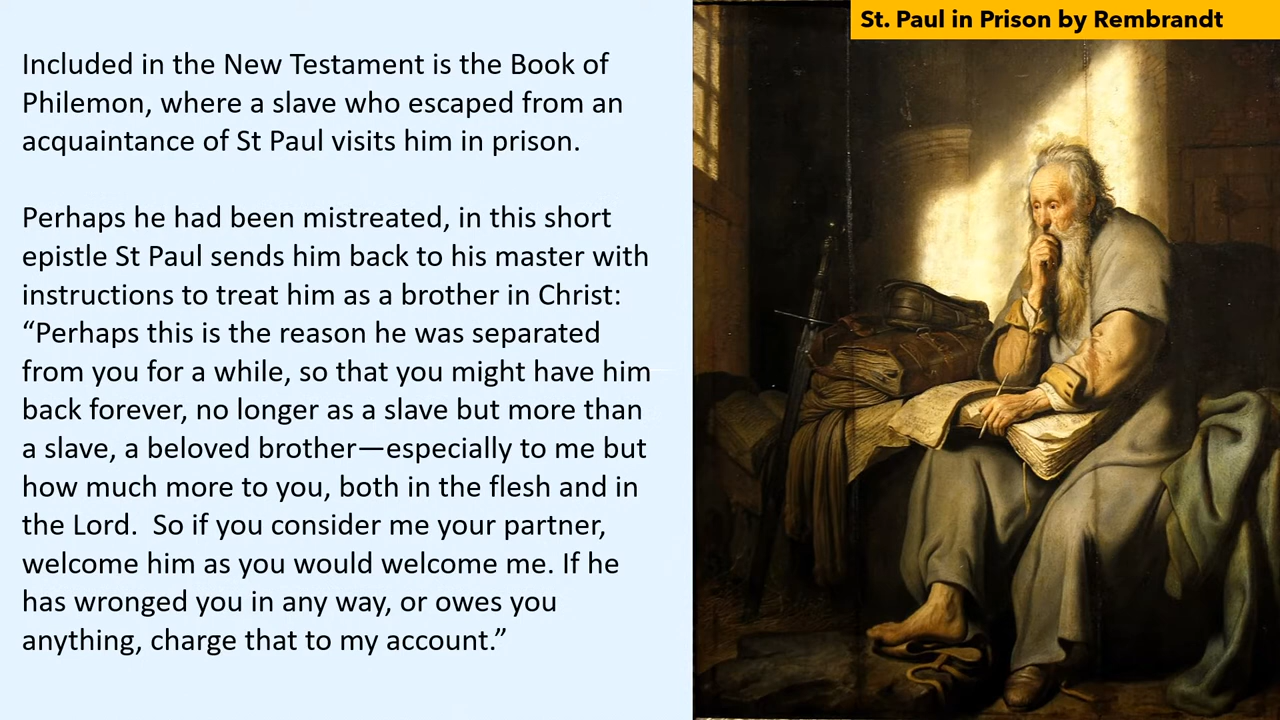 St. Paul in Prison by Rembrandt
Included in the New Testament is the Book of
Philemon, where a slave who escaped from an
acquaintance of St Paul visits him in prison.
Perhaps he had been mistreated, in this short
epistle St Paul sends him back to his master with
instructions to treat him as a brother in Christ:
“Perhaps this is the reason he was separated
from you for a while, so that you might have him
back forever, no longer as a slave but more than
a slave, a beloved brother—especially to me but
how much more to you, both in the flesh and in
the Lord.  So if you consider me your partner,
welcome him as you would welcome me. If he
has wronged you in any way, or owes you
anything, charge that to my account.”